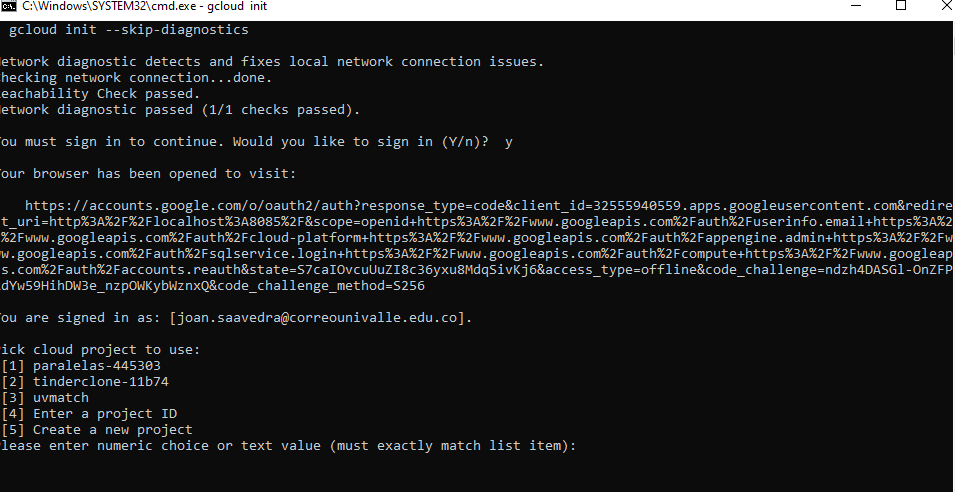 C:\Windows\SYSTEM32\cmd.exe - gcloud  init
gcloud init --skip-diagnostics
etwork diagnostic detects and fixes local network connection issues.
hecking network connection...done.
eachability Check passed.
etwork diagnostic passed (1/1 checks passed).
ou must sign in to continue. Would you like to sign in (Y/n)?  y
our browser has been opened to visit:
https://accounts.google.com/o/oauth2/auth?response_type=code&client_id=32555940559.apps.googleusercontent.com&redire
t_uri=http%3A%2F%2Flocalhost%3A8085%2F&scope=openid+https%3A%2F%2Fwww.googleapis.com%2Fauth%2Fuserinfo.email+https%3A%2
%2Fwww.googleapis.com%2Fauth%2Fcloud-platform+https%3A%2F%2Fwww.googleapis.com%2Fauth%2Fappengine.admin+https%3A%2F%2Fw
w.googleapis.com%2Fauth%2Fsqlservice.login+https%3A%2F%2Fwww.googleapis.com%2Fauth%2Fcompute+https%3A%2F%2Fwww.googleap
s.com%2Fauth%2Faccounts.reauth&state=S7caIOvcuUuZI8c36yxu8MdqSivKj6&access_type=offline&code_challenge=ndzh4DASGl-OnZFP
dYw59HihDW3e_nzpOWKybWznxQ&code_challenge_method=S256
ou are signed in as: [joan.saavedra@correounivalle.edu.co].
ick cloud project to use:
[1] paralelas-445303
[2] tinderclone-11b74
[3] uvmatch
[4] Enter a project ID
[5] Create a new project
lease enter numeric choice or text value (must exactly match list item):